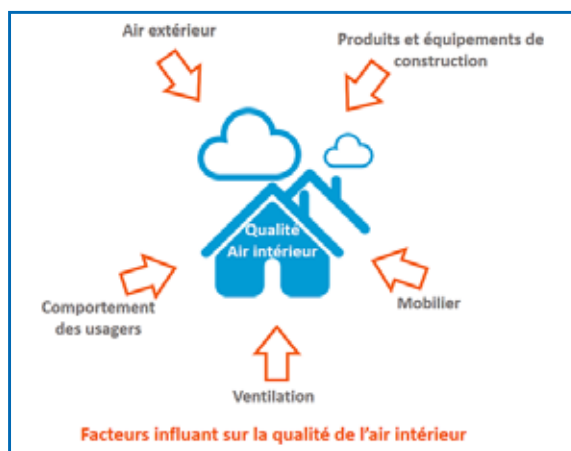 Air extérieur
Produits et équipements de
construction
Qualité
Air intérieur
Comportement
des usagers
Mobilier
Ventilation
Facteurs influant sur la qualité de l'air intérieur